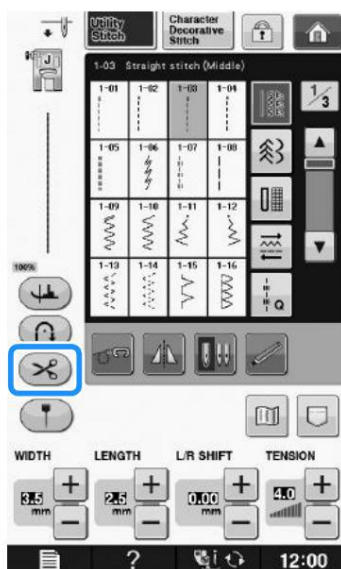 Utility Stitch
Character Decorative Stitch
J
1-03 Straight stitch (Middle)
1/3
1-01 1-02 1-03 1-04
1-05 1-06 1-07 1-08
1-09 1-10 1-11 1-12
1-13 1-14 1-15 1-16
Q
100%
WIDTH LENGTH L/R SHIFT TENSION
3.5 mm 2.5 mm 0.00 mm 4.0
? 12:00